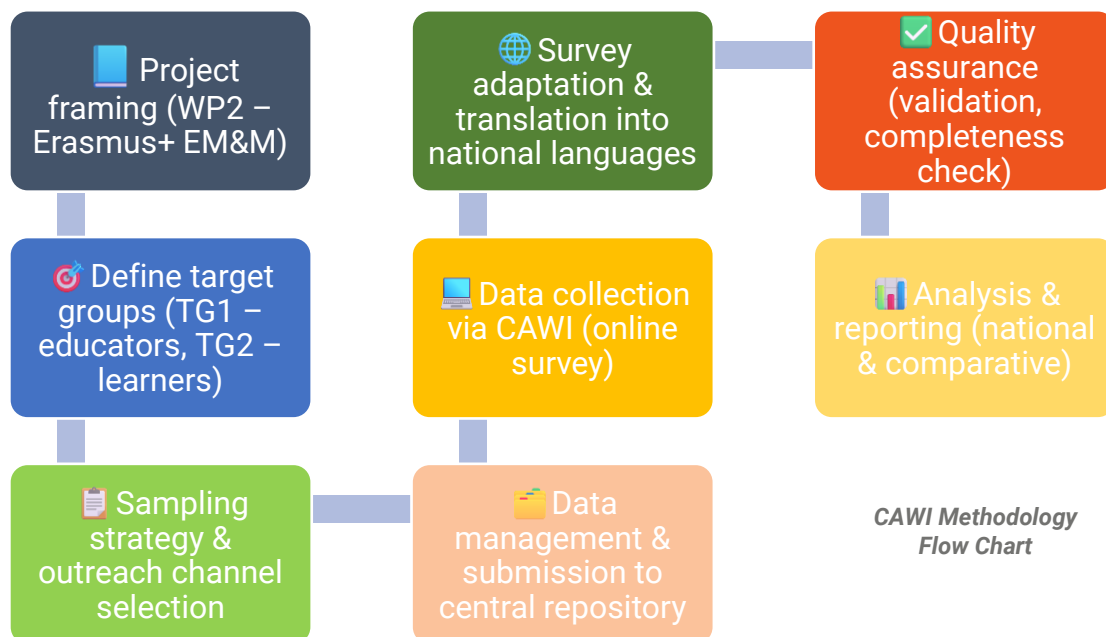 Project
framing (WP2 –
Erasmus+ EM&M)
Define target
groups (TG1 –
educators, TG2 –
learners)
Sampling
strategy &
outreach channel
selection
Data
management &
submission to
central repository
Data collection
via CAWI (online
survey)
Survey
adaptation &
translation into
national languages
Quality
assurance
(validation,
completeness
check)
Analysis &
reporting (national
& comparative)
CAWI Methodology
Flow Chart